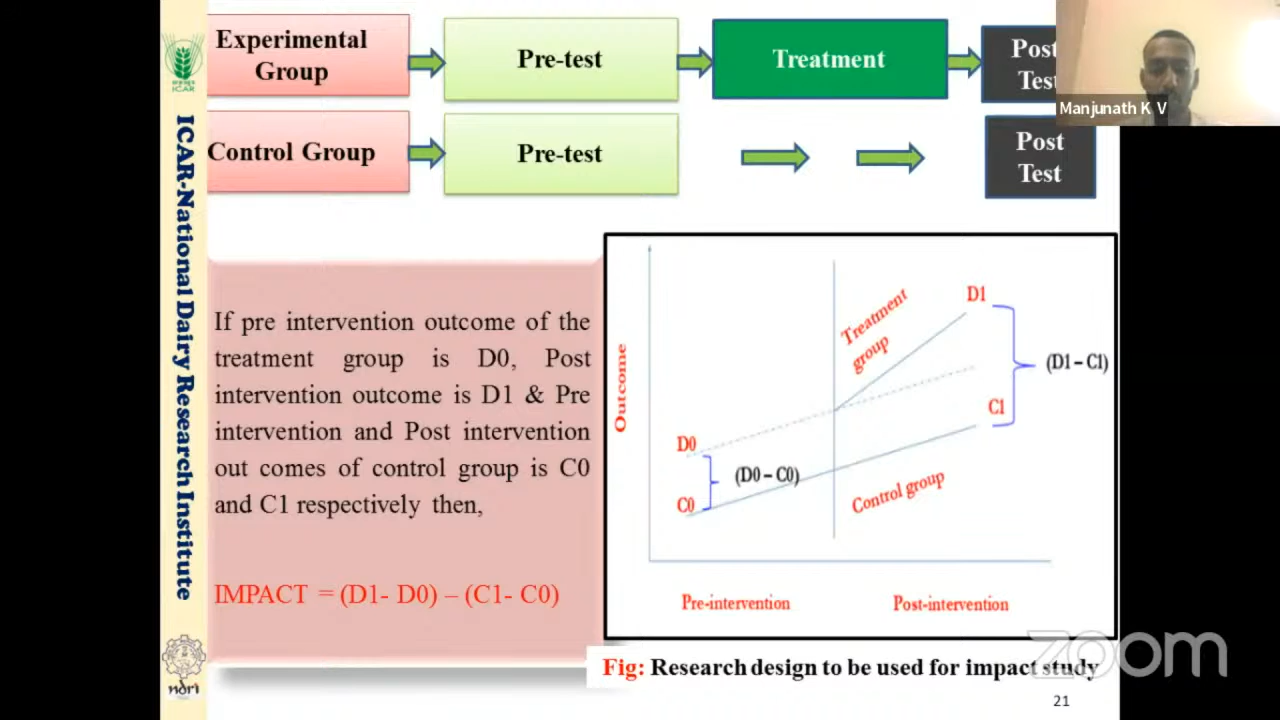 Experimental
Group
Pre-test
Treatment
Post
Test
Manjunath K V
Control Group
Pre-test
Post
Test
ICAR
ICAR-National Dairy Research Institute
ndri
If pre intervention outcome of the
treatment group is D0, Post
intervention outcome is D1 & Pre
intervention and Post intervention
out comes of control group is C0
and C1 respectively then,
IMPACT = (D1- D0) – (C1- C0)
Outcome
Treatment
group
D1
(D1 – C1)
C1
D0
(D0 – C0)
C0
Control group
Pre-intervention
Post-intervention
Fig: Research design to be used for impact study
zoom
21